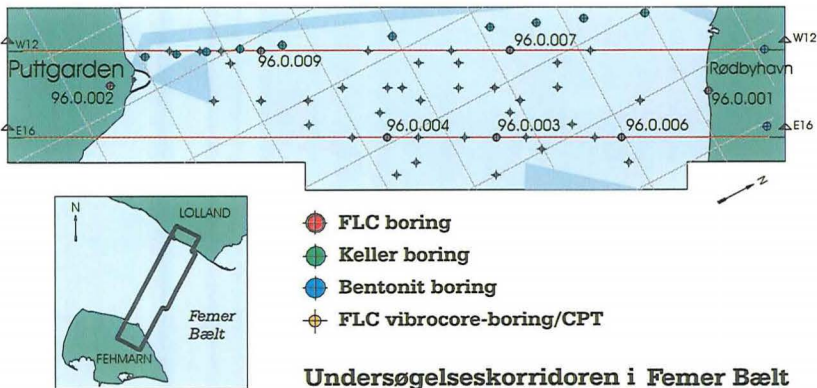 W12
W12
96.0.007
96.0.009
Puttgarden
Rødbyhavn
96.0.002
96.0.001
96.0.004
96.0.003
96.0.006
E16
E16
N
N
LOLLAND
Femer
Bælt
FEHMARN
FLC boring
Keller boring
Bentonit boring
FLC vibrocore-boring/CPT
Undersøgelseskorridoren i Femer Bælt